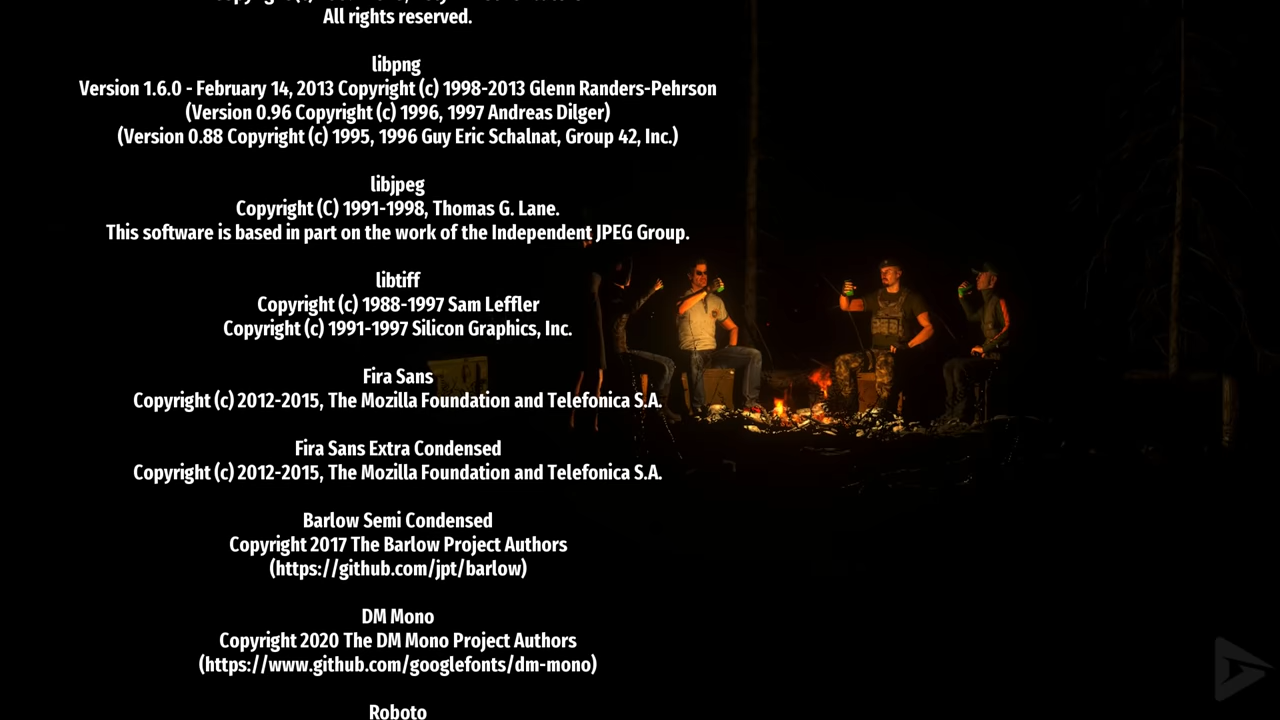 All rights reserved.
libpng
Version 1.6.0 - February 14, 2013 Copyright (c) 1998-2013 Glenn Randers-Pehrson
(Version 0.96 Copyright (c) 1996, 1997 Andreas Dilger)
(Version 0.88 Copyright (c) 1995, 1996 Guy Eric Schalnat, Group 42, Inc.)
libjpeg
Copyright (C) 1991-1998, Thomas G. Lane.
This software is based in part on the work of the Independent JPEG Group.
libtiff
Copyright (c) 1988-1997 Sam Leffler
Copyright (c) 1991-1997 Silicon Graphics, Inc.
Fira Sans
Copyright (c) 2012-2015, The Mozilla Foundation and Telefonica S.A.
Fira Sans Extra Condensed
Copyright (c) 2012-2015, The Mozilla Foundation and Telefonica S.A.
Barlow Semi Condensed
Copyright 2017 The Barlow Project Authors
(https://github.com/jpt/barlow)
DM Mono
Copyright 2020 The DM Mono Project Authors
(https://www.github.com/googlefonts/dm-mono)
Roboto